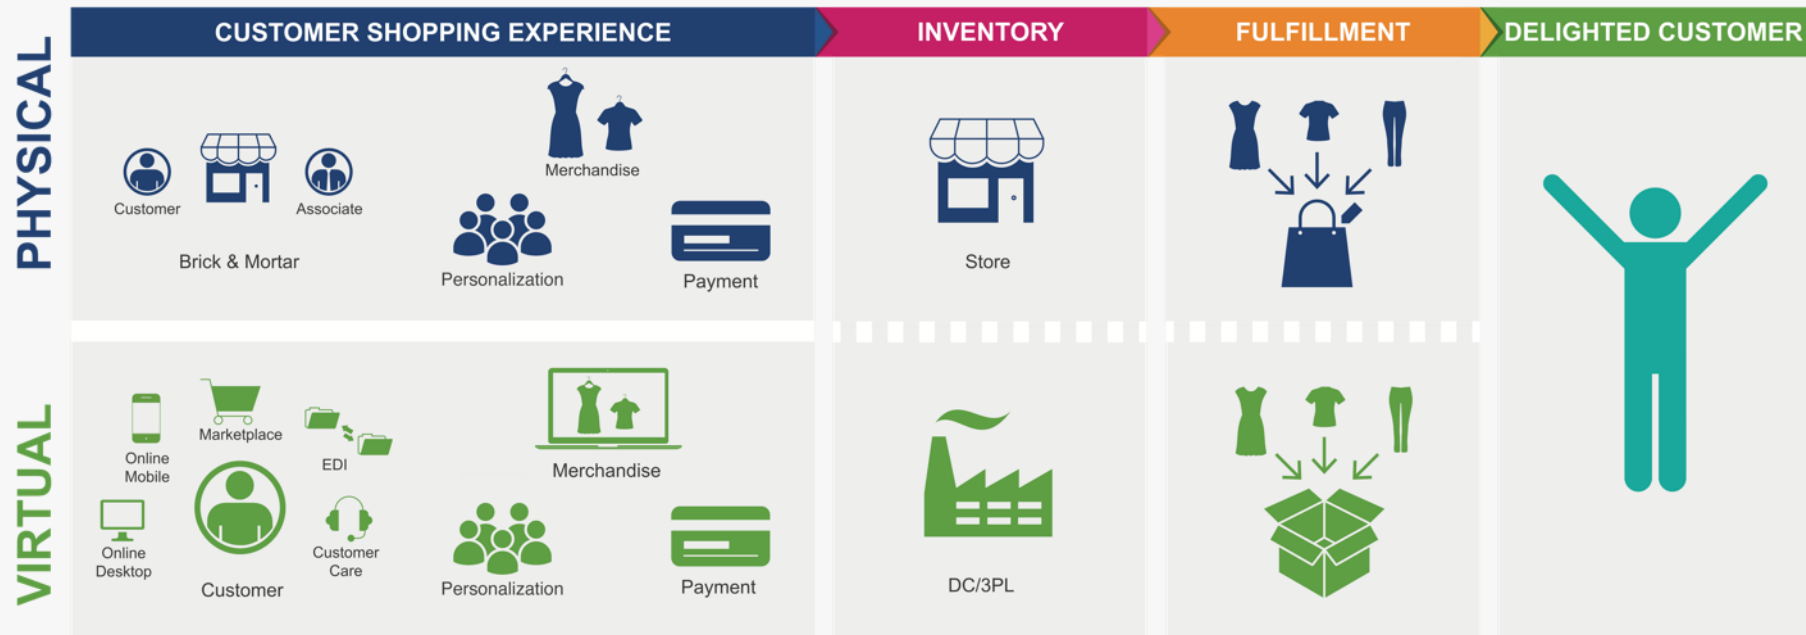 CUSTOMER SHOPPING EXPERIENCE
INVENTORY
FULFILLMENT
DELIGHTED CUSTOMER
PHYSICAL
Customer
Associate
Brick & Mortar
Merchandise
Personalization
Payment
Store
VIRTUAL
Online
Mobile
Marketplace
EDI
Online
Desktop
Customer
Customer
Care
Merchandise
Personalization
Payment
DC/3PL